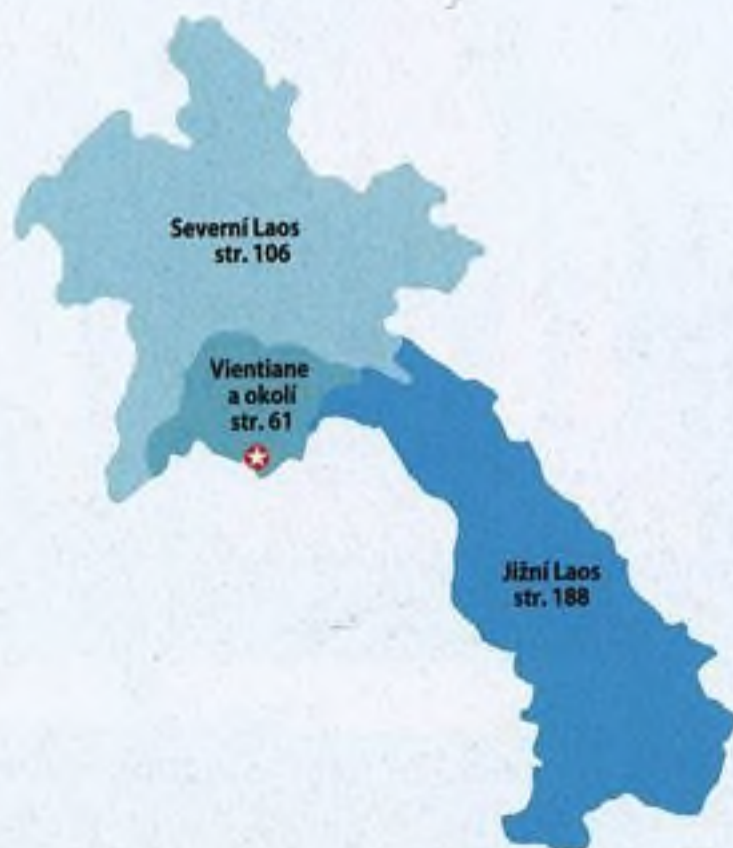 Severní Laos
str. 106
Vientiane
a okolí
str. 61
Jižní Laos
str. 188